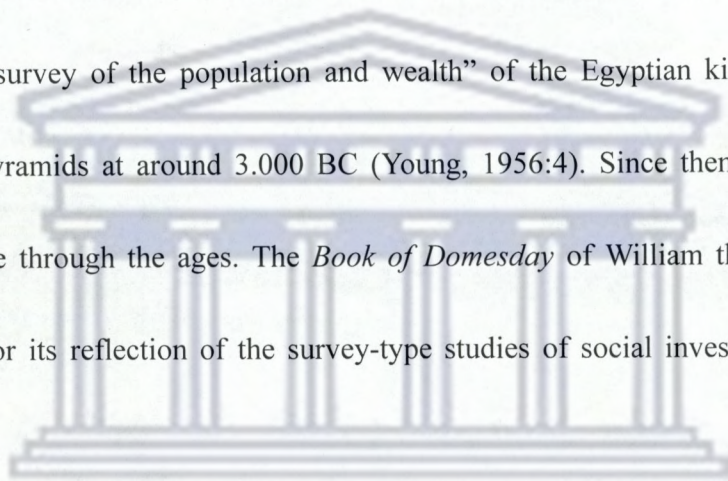 survey of the population and wealth” of the Egyptian ki
yramids at around 3.000 BC (Young, 1956:4). Since then
e through the ages. The Book of Domesday of William th
or its reflection of the survey-type studies of social inves